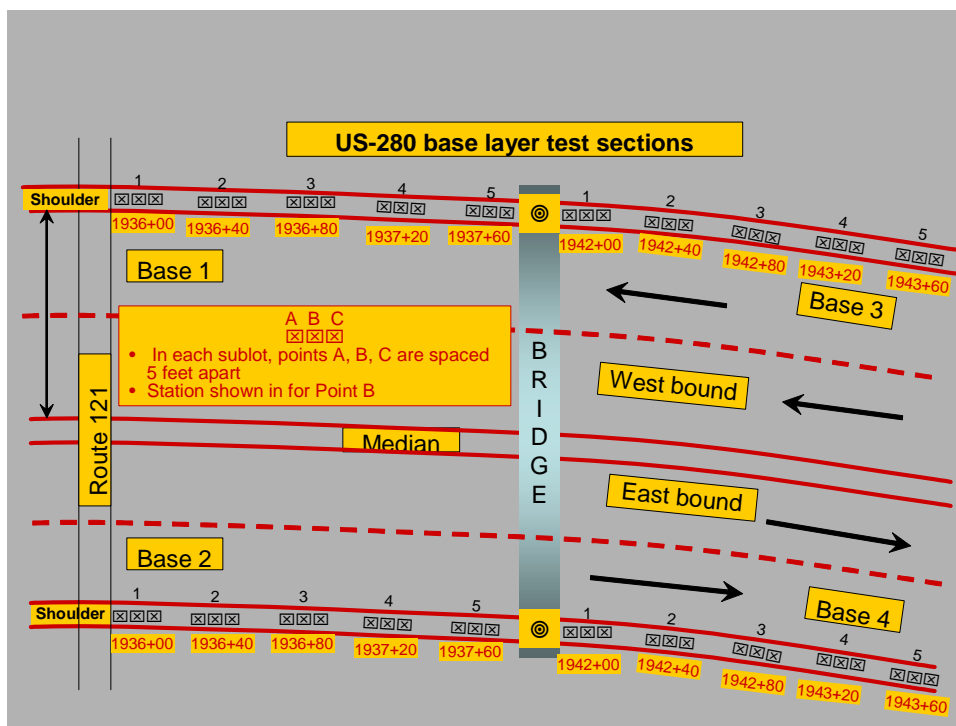 US-280 base layer test sections
Shoulder
1 2 3 4 5 1 2 3 4 5
1936+00 1936+40 1936+80 1937+20 1937+60 1942+00 1942+40 1942+80 1943+20 1943+60
Base 1
Base 3
A B C
• In each sublot, points A, B, C are spaced
5 feet apart
• Station shown in for Point B
BRIDGE
West bound
Route 121
Median
East bound
Base 2
Base 4
Shoulder
1 2 3 4 5 1 2 3 4 5
1936+00 1936+40 1936+80 1937+20 1937+60 1942+00 1942+40 1942+80 1943+20 1943+60